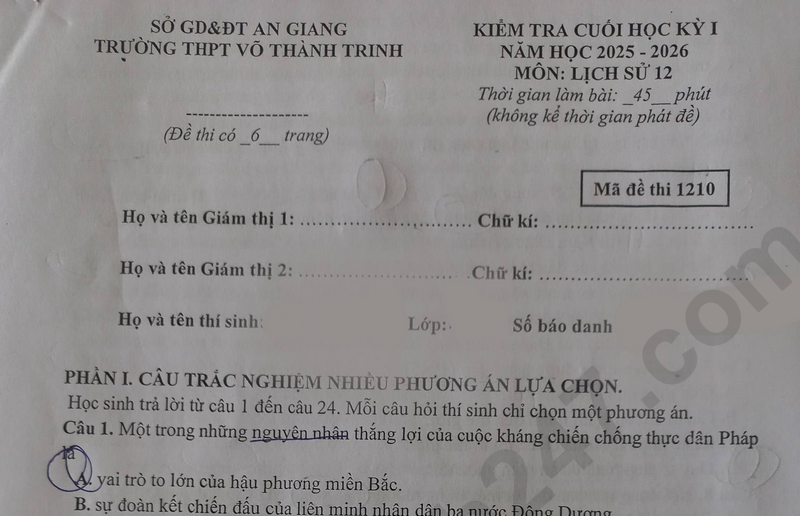 SỞ GD&ĐT AN GIANG
TRƯỜNG THPT VÕ THÀNH TRINH
--------------------
(Đề thi có _6__ trang)
KIỂM TRA CUỐI HỌC KỲ I
NĂM HỌC 2025 - 2026
MÔN: LỊCH SỬ 12
Thời gian làm bài: _45__ phút
(không kể thời gian phát đề)
Mã đề thi 1210
Họ và tên Giám thị 1: ................................ Chữ kí: ....................................
Họ và tên Giám thị 2: ............................... Chữ kí: ....................................
Họ và tên thí sinh: Lớp: Số báo danh
PHẦN I. CÂU TRẮC NGHIỆM NHIỀU PHƯƠNG ÁN LỰA CHỌN.
Học sinh trả lời từ câu 1 đến câu 24. Mỗi câu hỏi thí sinh chỉ chọn một phương án.
Câu 1. Một trong những nguyên nhân thắng lợi của cuộc kháng chiến chống thực dân Pháp
là
A. vai trò to lớn của hậu phương miền Bắc.
B. sự đoàn kết chiến đấu của liên minh nhân dân ba nước Đông Dương.